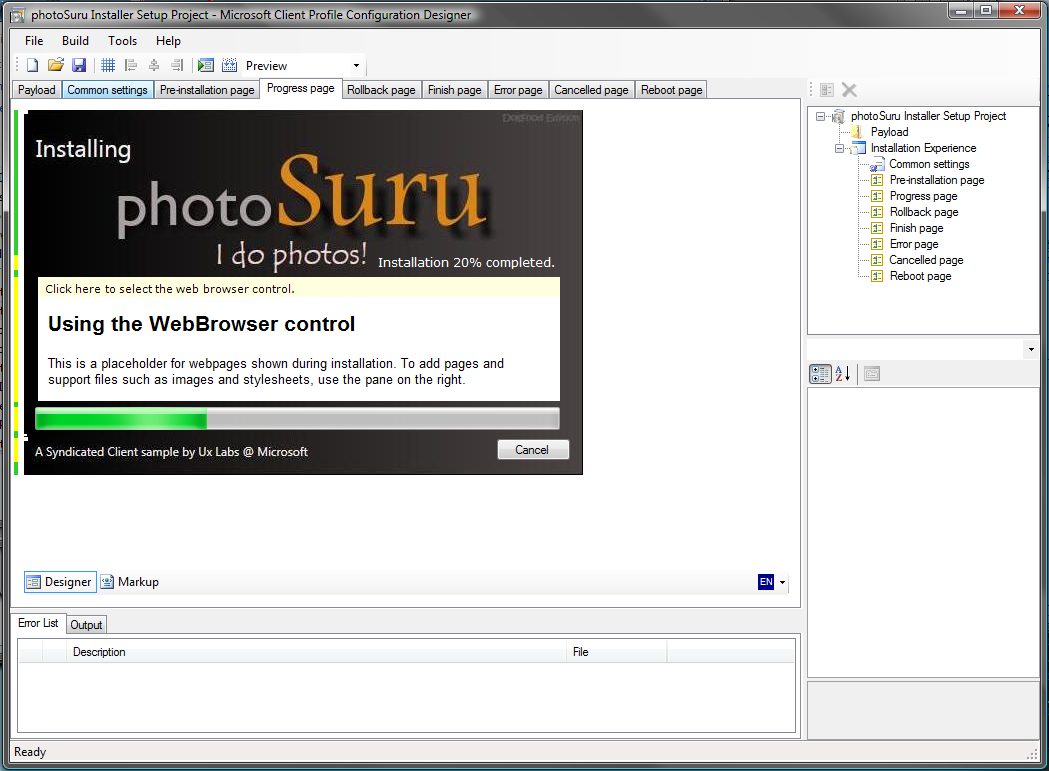 photoSuru Installer Setup Project - Microsoft Client Profile Configuration Designer
File Build Tools Help
Preview
Payload Common settings Pre-installation page Progress page Rollback page Finish page Error page Cancelled page Reboot page
DogFood Edition
Installing
photoSuru
I do photos!
Installation 20% completed.
Click here to select the web browser control.
Using the WebBrowser control
This is a placeholder for webpages shown during installation. To add pages and
support files such as images and stylesheets, use the pane on the right.
A Syndicated Client sample by Ux Labs @ Microsoft
Cancel
Designer Markup
EN
Error List Output
Description File
Ready
photoSuru Installer Setup Project
Payload
Installation Experience
Common settings
Pre-installation page
Progress page
Rollback page
Finish page
Error page
Cancelled page
Reboot page
A
Z